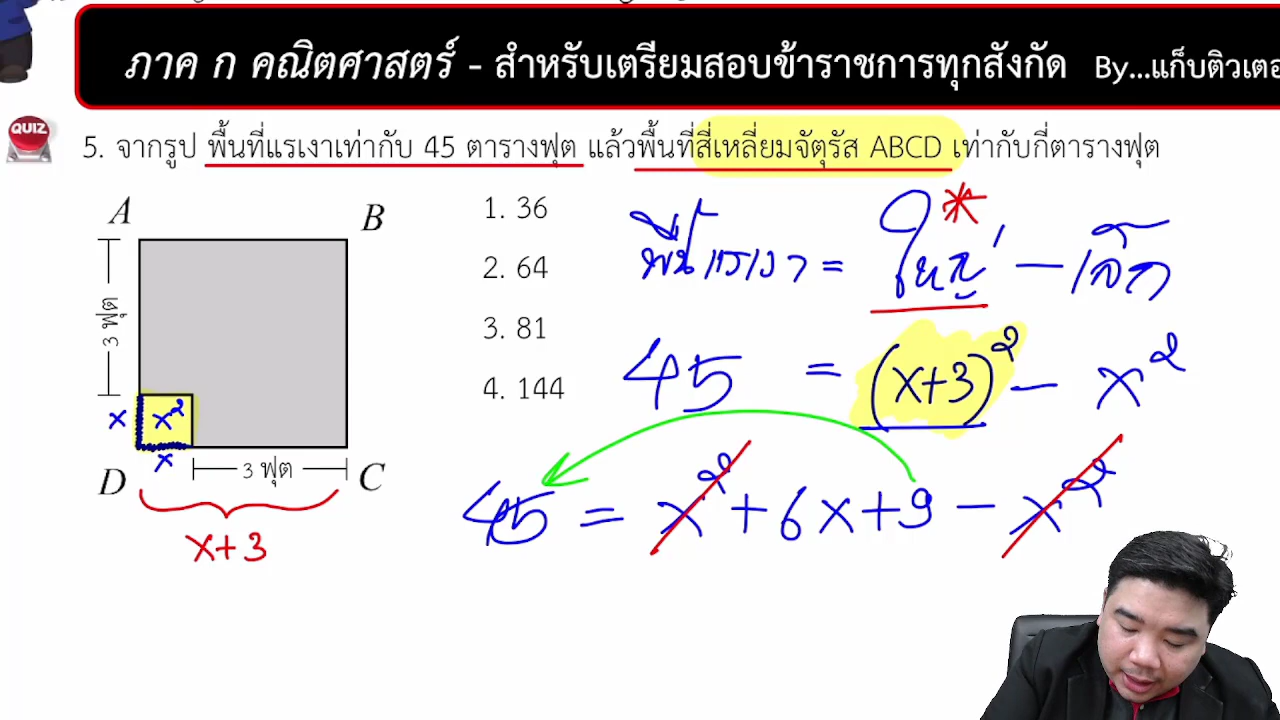 ภาค ก คณิตศาสตร์ - สำหรับเตรียมสอบข้าราชการทุกสังกัด By...แก็บติวเตอ
QUIZ
5. จากรูป พื้นที่แรเงาเท่ากับ 45 ตารางฟุต แล้วพื้นที่สี่เหลี่ยมจัตุรัส ABCD เท่ากับกี่ตารางฟุต
A
B
3 ฟุต
x
x²
x
D
3 ฟุต
C
x+3
1. 36
2. 64
3. 81
4. 144
พื้นที่แรเงา = ใหญ่ - เล็ก
45 = (x+3)² - x²
45 = x² + 6x + 9 - x²